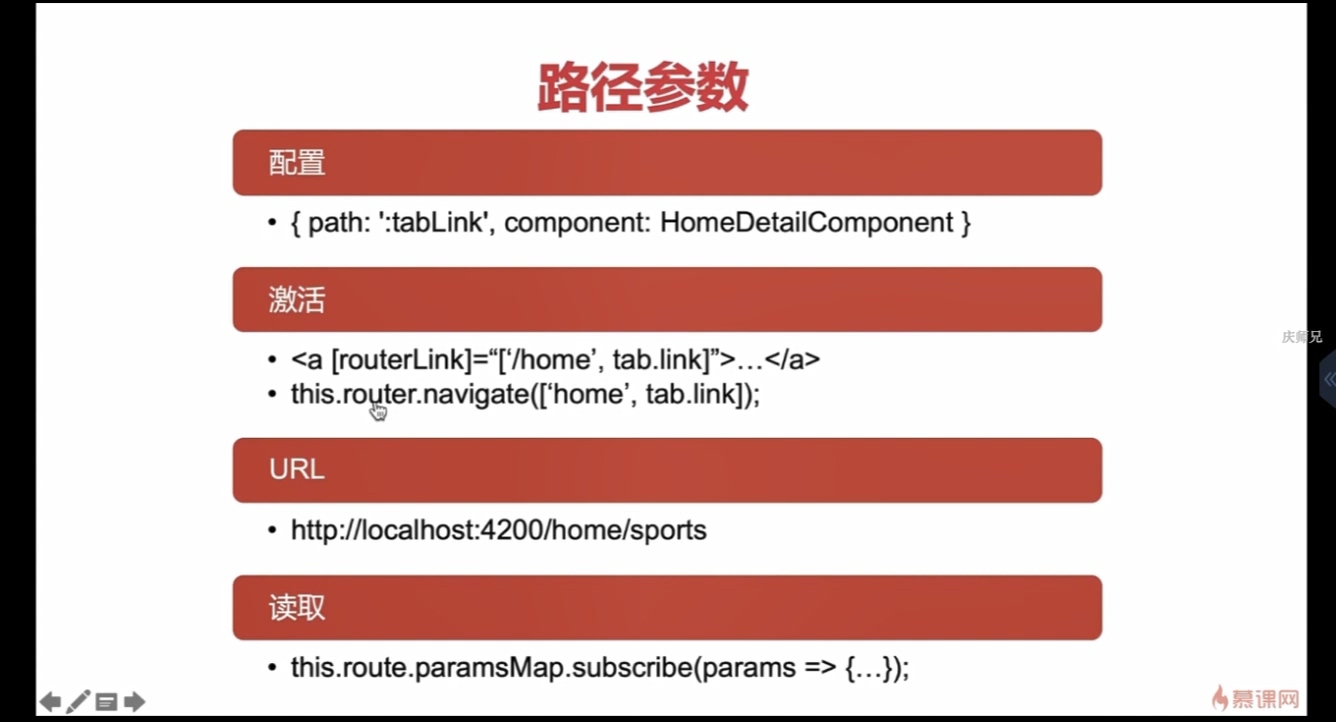 路径参数
配置
• { path: ':tabLink', component: HomeDetailComponent }
激活
• <a [routerLink]=“[‘/home’, tab.link]”>…</a>
• this.router.navigate([‘home’, tab.link]);
URL
• http://localhost:4200/home/sports
读取
• this.route.paramsMap.subscribe(params => {…});
庆师兄
慕课网